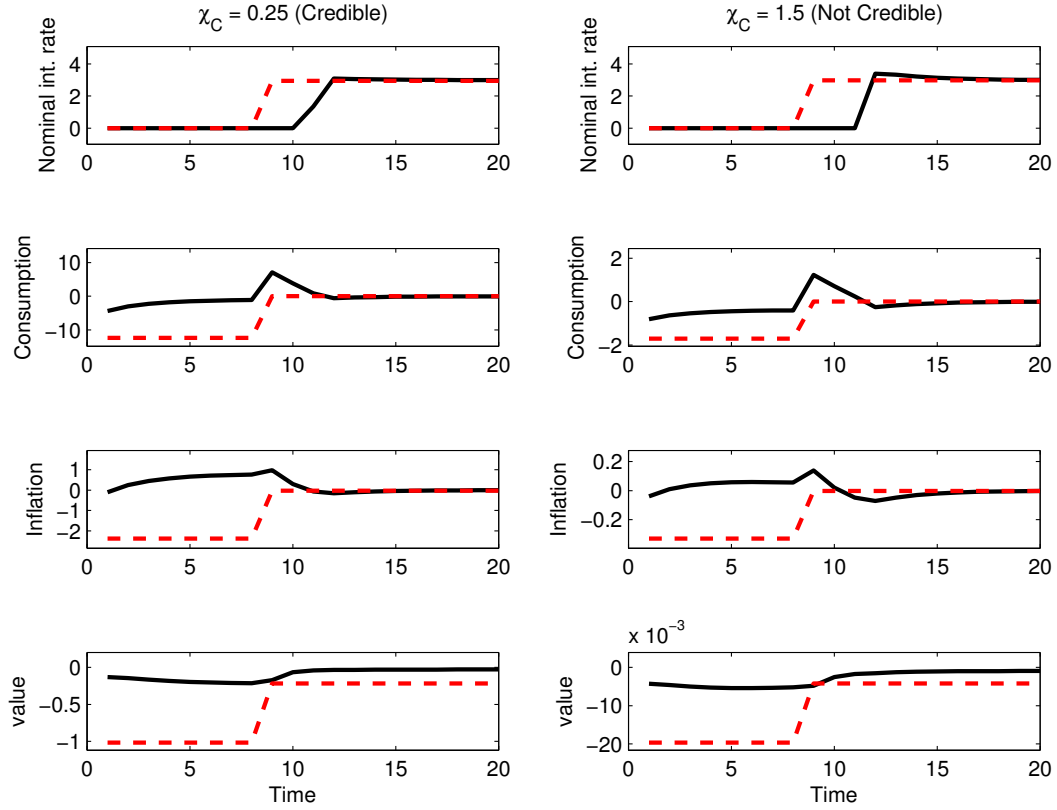 χ_C = 0.25 (Credible)
χ_C = 1.5 (Not Credible)
Nominal int. rate
4
2
0
0 5 10 15 20
Nominal int. rate
4
2
0
0 5 10 15 20
Consumption
10
0
−10
0 5 10 15 20
Consumption
2
0
−2
0 5 10 15 20
Inflation
1
0
−1
−2
0 5 10 15 20
Inflation
0.2
0
−0.2
0 5 10 15 20
value
0
−0.5
−1
0 5 10 15 20
Time
x 10^−3
value
0
−10
−20
0 5 10 15 20
Time